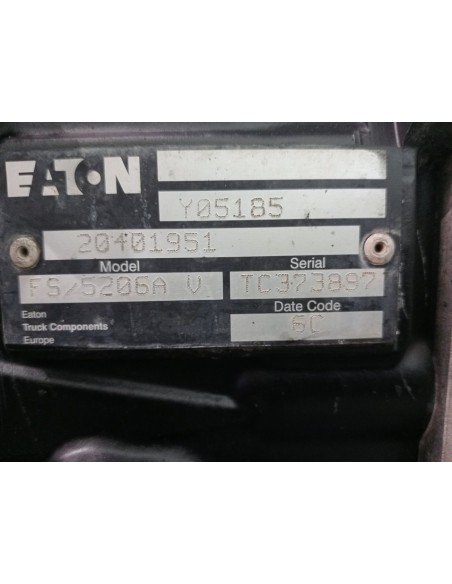 EATON
Y05185
20401951
Model Serial
FS/5206A V TC373897
Eaton Date Code
Truck Components 6C
Europe